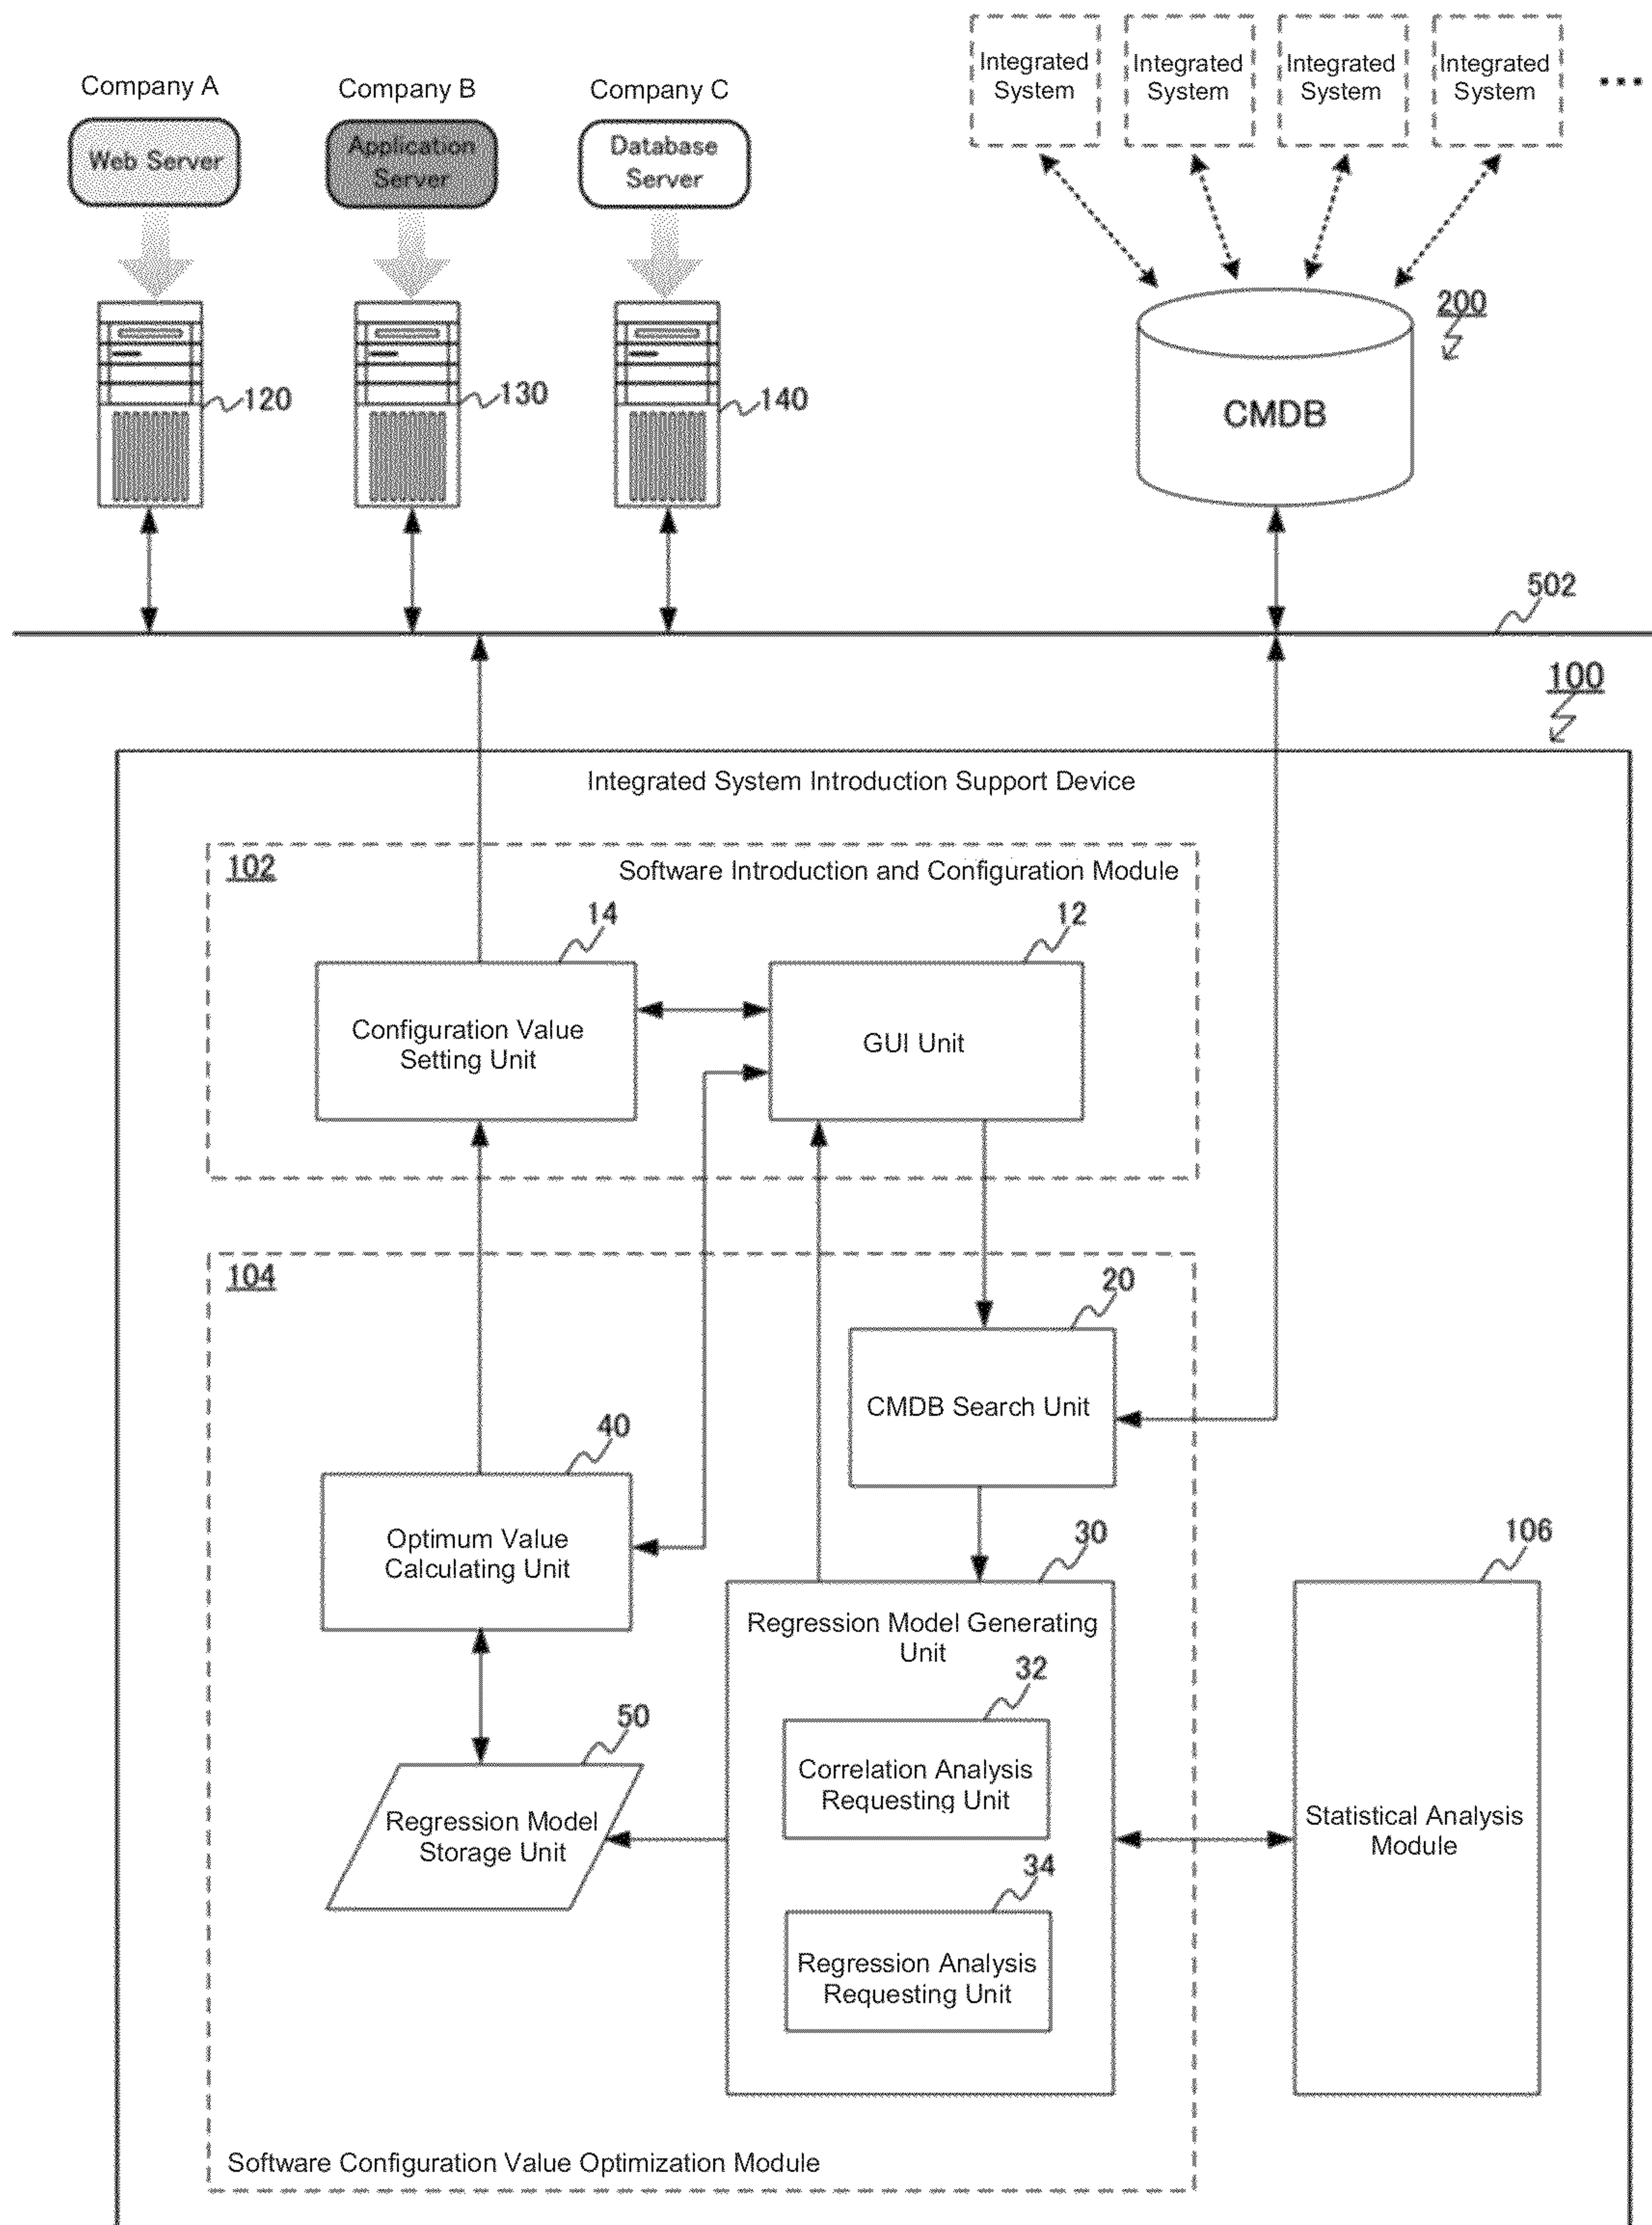 Company A
Company B
Company C
Web Server
Application
Server
Database
Server
Integrated
System
Integrated
System
Integrated
System
Integrated
System
...
120
130
140
200
CMDB
502
100
Integrated System Introduction Support Device
102
Software Introduction and Configuration Module
14
12
Configuration Value
Setting Unit
GUI Unit
104
20
CMDB Search Unit
40
Optimum Value
Calculating Unit
30
Regression Model Generating
Unit
106
32
Correlation Analysis
Requesting Unit
50
Regression Model
Storage Unit
Statistical Analysis
Module
34
Regression Analysis
Requesting Unit
Software Configuration Value Optimization Module